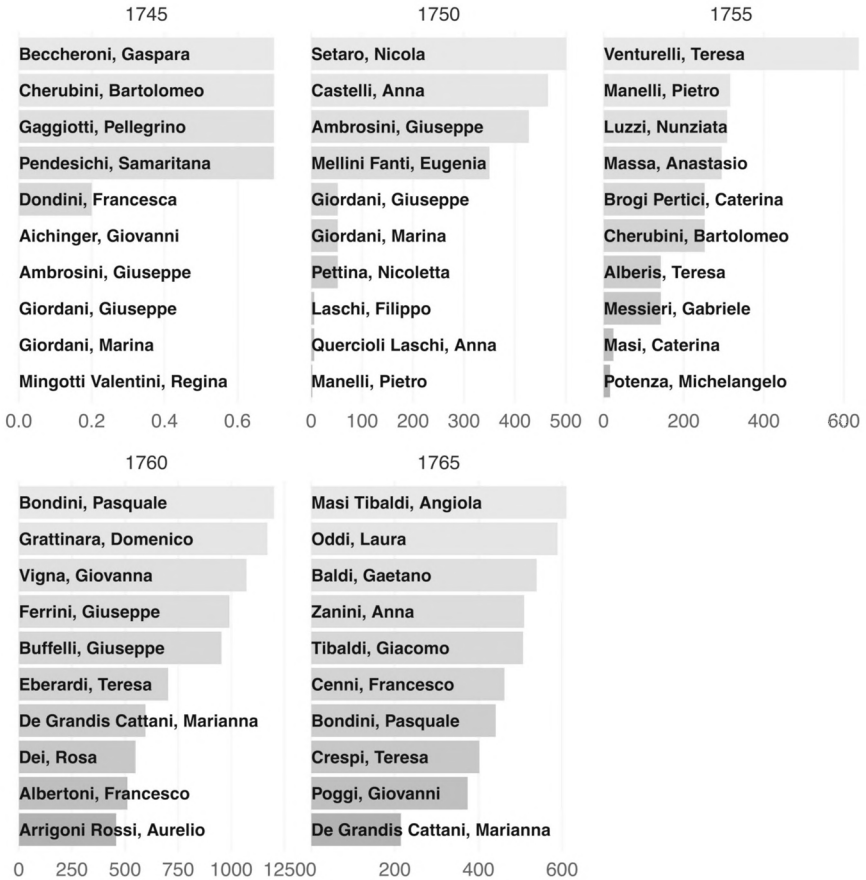 1745
Beccheroni, Gaspara
Cherubini, Bartolomeo
Gaggiotti, Pellegrino
Pendesichi, Samaritana
Dondini, Francesca
Aichinger, Giovanni
Ambrosini, Giuseppe
Giordani, Giuseppe
Giordani, Marina
Mingotti Valentini, Regina
0.0 0.2 0.4 0.6
1750
Setaro, Nicola
Castelli, Anna
Ambrosini, Giuseppe
Mellini Fanti, Eugenia
Giordani, Giuseppe
Giordani, Marina
Pettina, Nicoletta
Laschi, Filippo
Quercioli Laschi, Anna
Manelli, Pietro
0 100 200 300 400 500
1755
Venturelli, Teresa
Manelli, Pietro
Luzzi, Nunziata
Massa, Anastasio
Brogi Pertici, Caterina
Cherubini, Bartolomeo
Alberis, Teresa
Messieri, Gabriele
Masi, Caterina
Potenza, Michelangelo
0 200 400 600
1760
Bondini, Pasquale
Grattinara, Domenico
Vigna, Giovanna
Ferrini, Giuseppe
Buffelli, Giuseppe
Eberardi, Teresa
De Grandis Cattani, Marianna
Dei, Rosa
Albertoni, Francesco
Arrigoni Rossi, Aurelio
0 250 500 750 1000 1250
1765
Masi Tibaldi, Angiola
Oddi, Laura
Baldi, Gaetano
Zanini, Anna
Tibaldi, Giacomo
Cenni, Francesco
Bondini, Pasquale
Crespi, Teresa
Poggi, Giovanni
De Grandis Cattani, Marianna
0 200 400 600